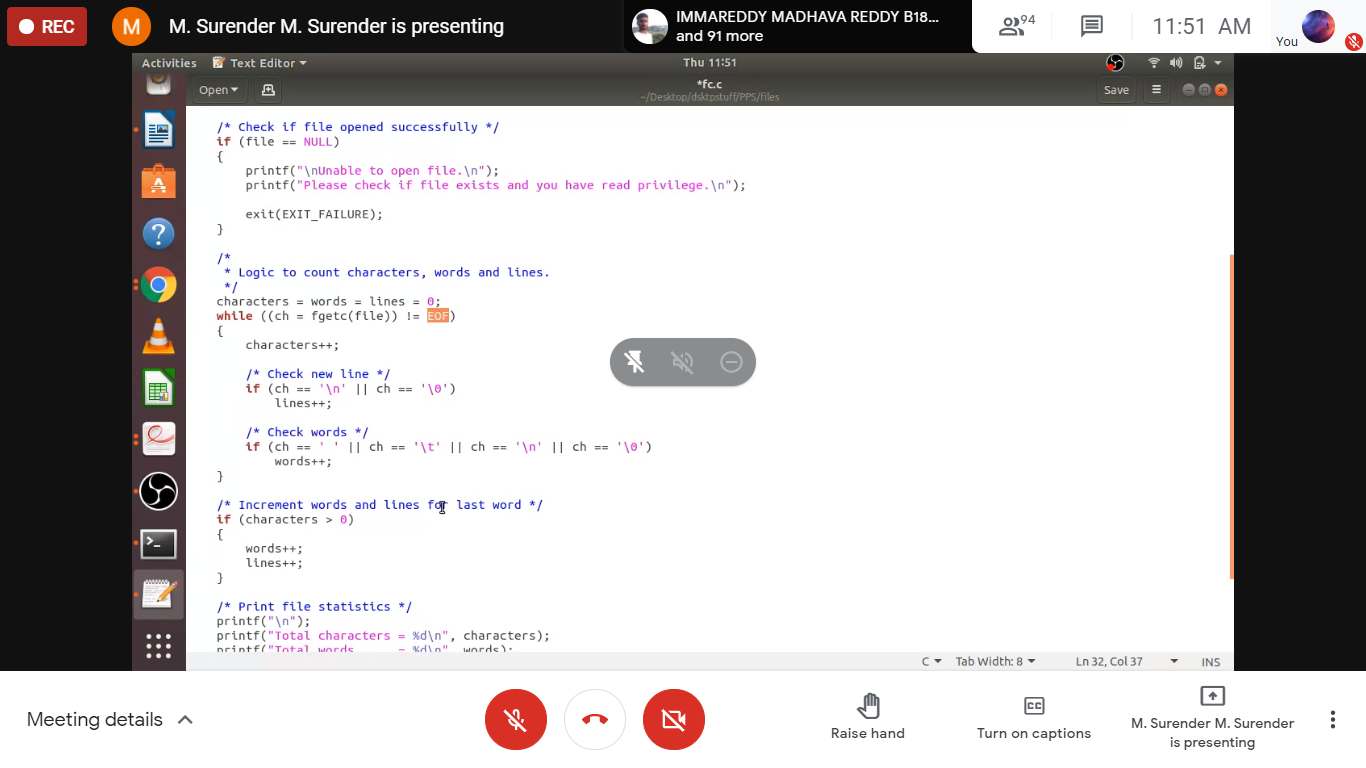 REC
M
M. Surender M. Surender is presenting
IMMAREDDY MADHAVA REDDY B18...
and 91 more
94
11:51 AM
You
Activities
Text Editor
Thu 11:51
Open
*fc.c
~/Desktop/dsktpstuff/PPS/files
Save
/* Check if file opened successfully */
if (file == NULL)
{
printf("\nUnable to open file.\n");
printf("Please check if file exists and you have read privilege.\n");
exit(EXIT_FAILURE);
}
/*
* Logic to count characters, words and lines.
*/
characters = words = lines = 0;
while ((ch = fgetc(file)) != EOF)
{
characters++;
/* Check new line */
if (ch == '\n' || ch == '\0')
lines++;
/* Check words */
if (ch == ' ' || ch == '\t' || ch == '\n' || ch == '\0')
words++;
}
/* Increment words and lines for last word */
if (characters > 0)
{
words++;
lines++;
}
/* Print file statistics */
printf("\n");
printf("Total characters = %d\n", characters);
printf("Total words      = %d\n", words);
C
Tab Width: 8
Ln 32, Col 37
INS
Meeting details
Raise hand
CC
Turn on captions
M. Surender M. Surender
is presenting